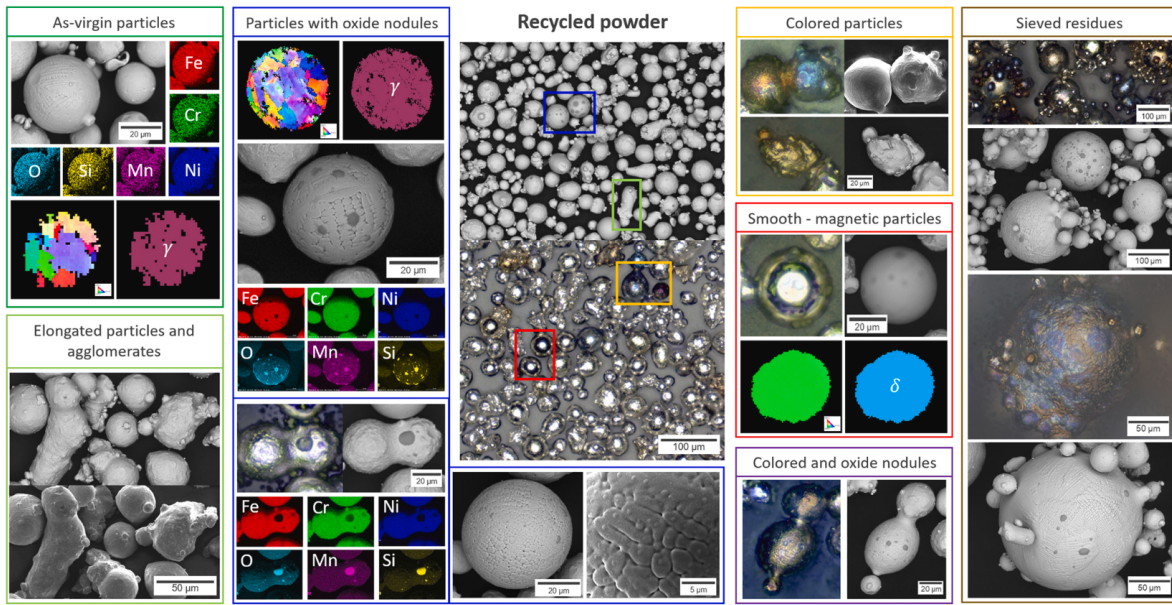 As-virgin particles
Fe
Cr
20 µm
O
Si
Mn
Ni
γ
Elongated particles and
agglomerates
50 µm
Particles with oxide nodules
γ
20 µm
Fe
Cr
Ni
O
Mn
Si
20 µm
Fe
Cr
Ni
O
Mn
Si
Recycled powder
100 µm
20 µm
5 µm
Colored particles
20 µm
Smooth - magnetic particles
20 µm
δ
Colored and oxide nodules
20 µm
Sieved residues
100 µm
100 µm
50 µm
50 µm